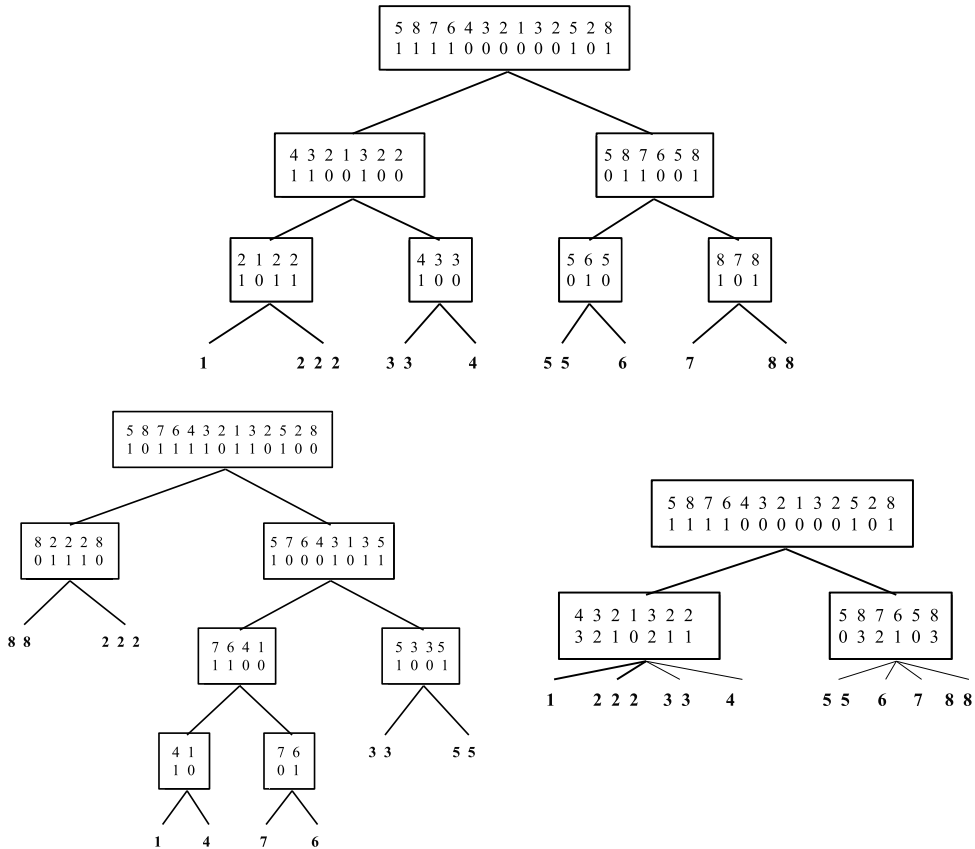 5 8 7 6 4 3 2 1 3 2 5 2 8
1 1 1 1 0 0 0 0 0 0 1 0 1
4 3 2 1 3 2 2
1 1 0 0 1 0 0
5 8 7 6 5 8
0 1 1 0 0 1
2 1 2 2
1 0 1 1
4 3 3
1 0 0
5 6 5
0 1 0
8 7 8
1 0 1
1
2 2 2
3 3
4
5 5
6
7
8 8
5 8 7 6 4 3 2 1 3 2 5 2 8
1 0 1 1 1 1 0 1 1 0 1 0 0
8 2 2 2 8
0 1 1 1 0
5 7 6 4 3 1 3 5
1 0 0 0 1 0 1 1
8 8
2 2 2
7 6 4 1
1 1 0 0
5 3 3 5
1 0 0 1
4 1
1 0
7 6
0 1
3 3
5 5
1
4
7
6
5 8 7 6 4 3 2 1 3 2 5 2 8
1 1 1 1 0 0 0 0 0 0 1 0 1
4 3 2 1 3 2 2
3 2 1 0 2 1 1
5 8 7 6 5 8
0 3 2 1 0 3
1
2 2 2
3 3
4
5 5
6
7
8 8